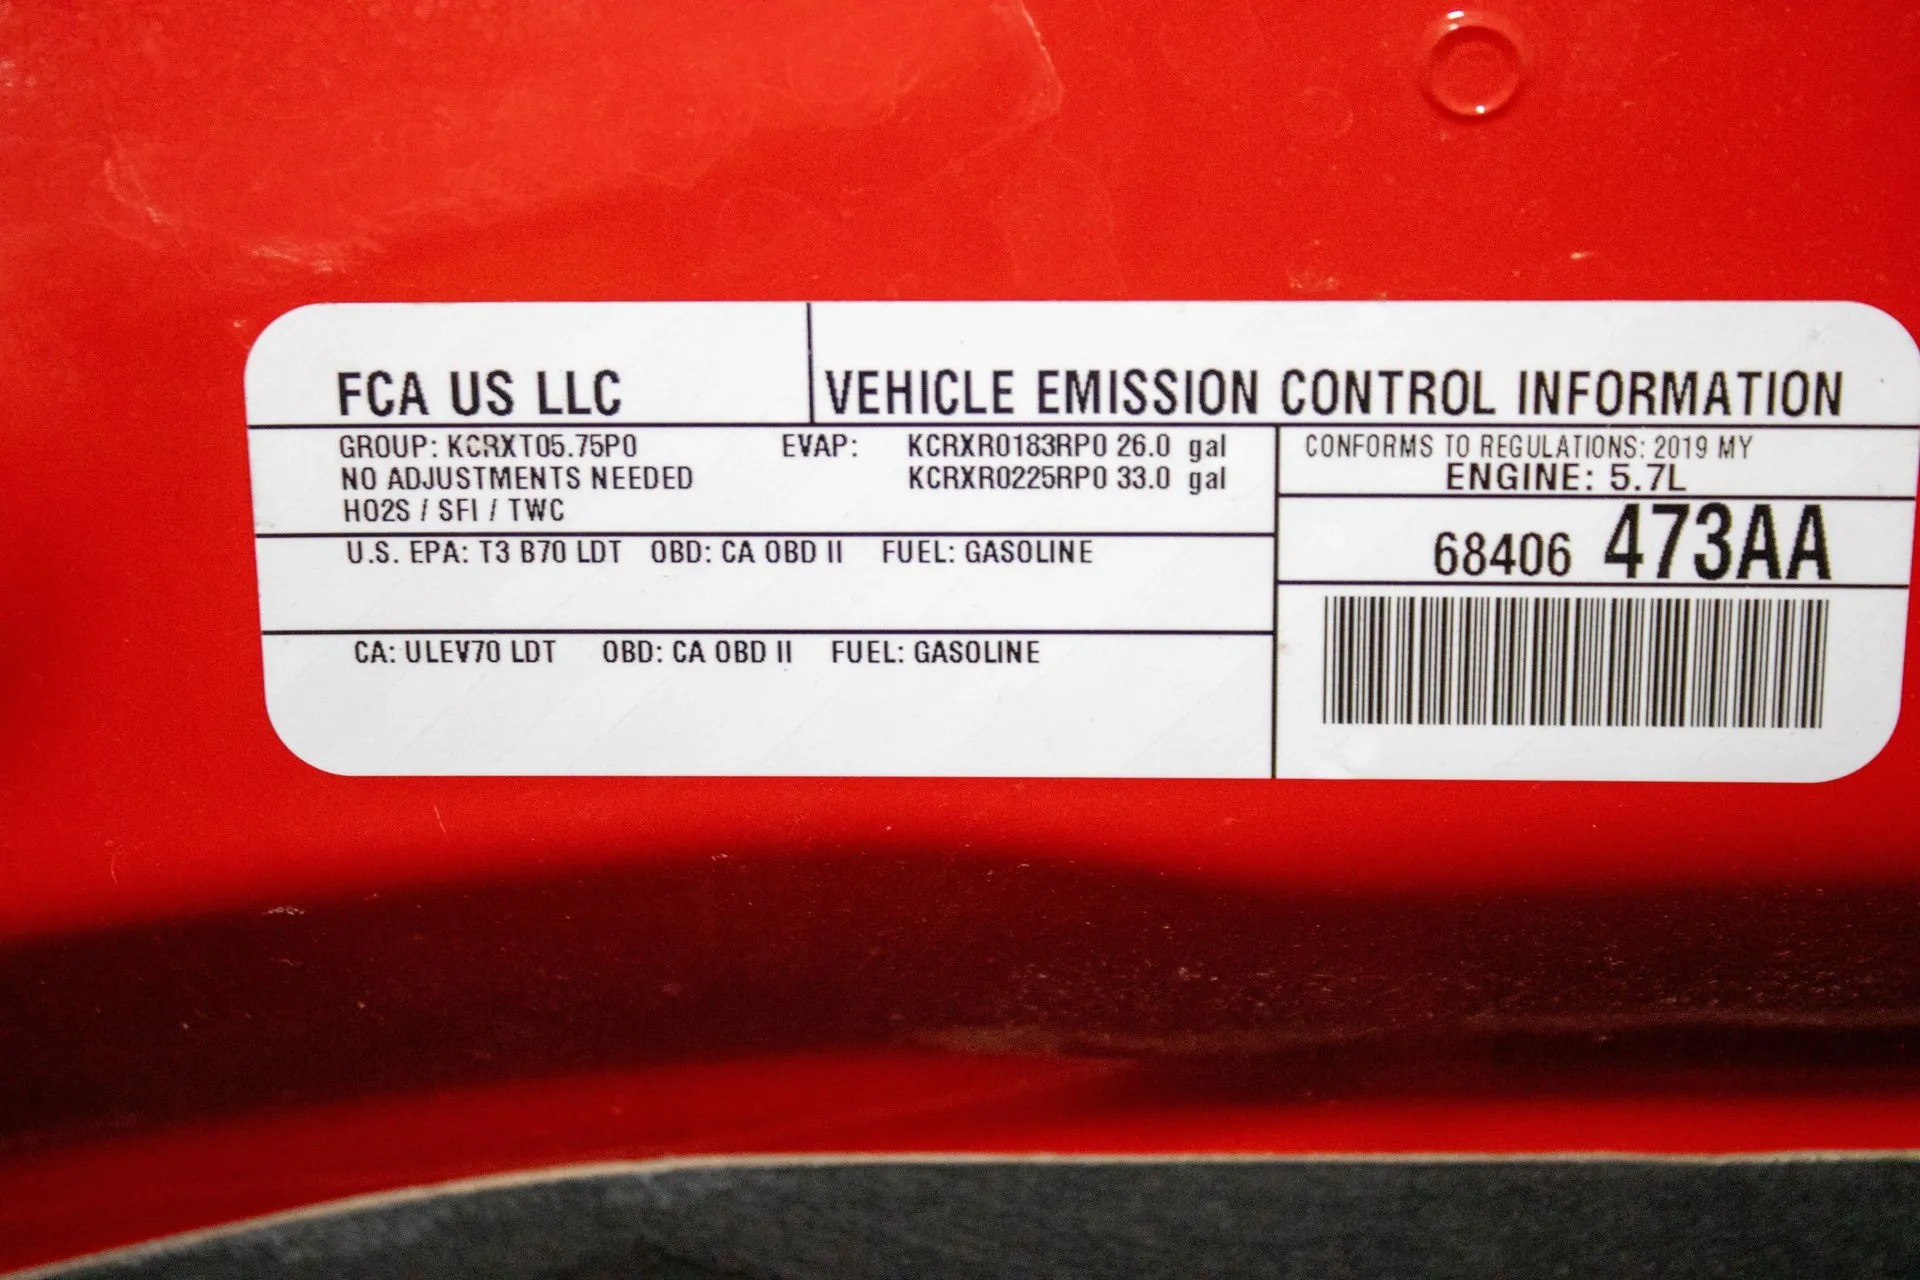 FCA US LLC
VEHICLE EMISSION CONTROL INFORMATION
GROUP: KCRXT05.75P0
NO ADJUSTMENTS NEEDED
HO2S / SFI / TWC
EVAP: KCRXR0183RP0 26.0 gal
KCRXR0225RP0 33.0 gal
CONFORMS TO REGULATIONS: 2019 MY
ENGINE: 5.7L
68406 473AA
U.S. EPA: T3 B70 LDT OBD: CA OBD II FUEL: GASOLINE
CA: ULEV70 LDT OBD: CA OBD II FUEL: GASOLINE